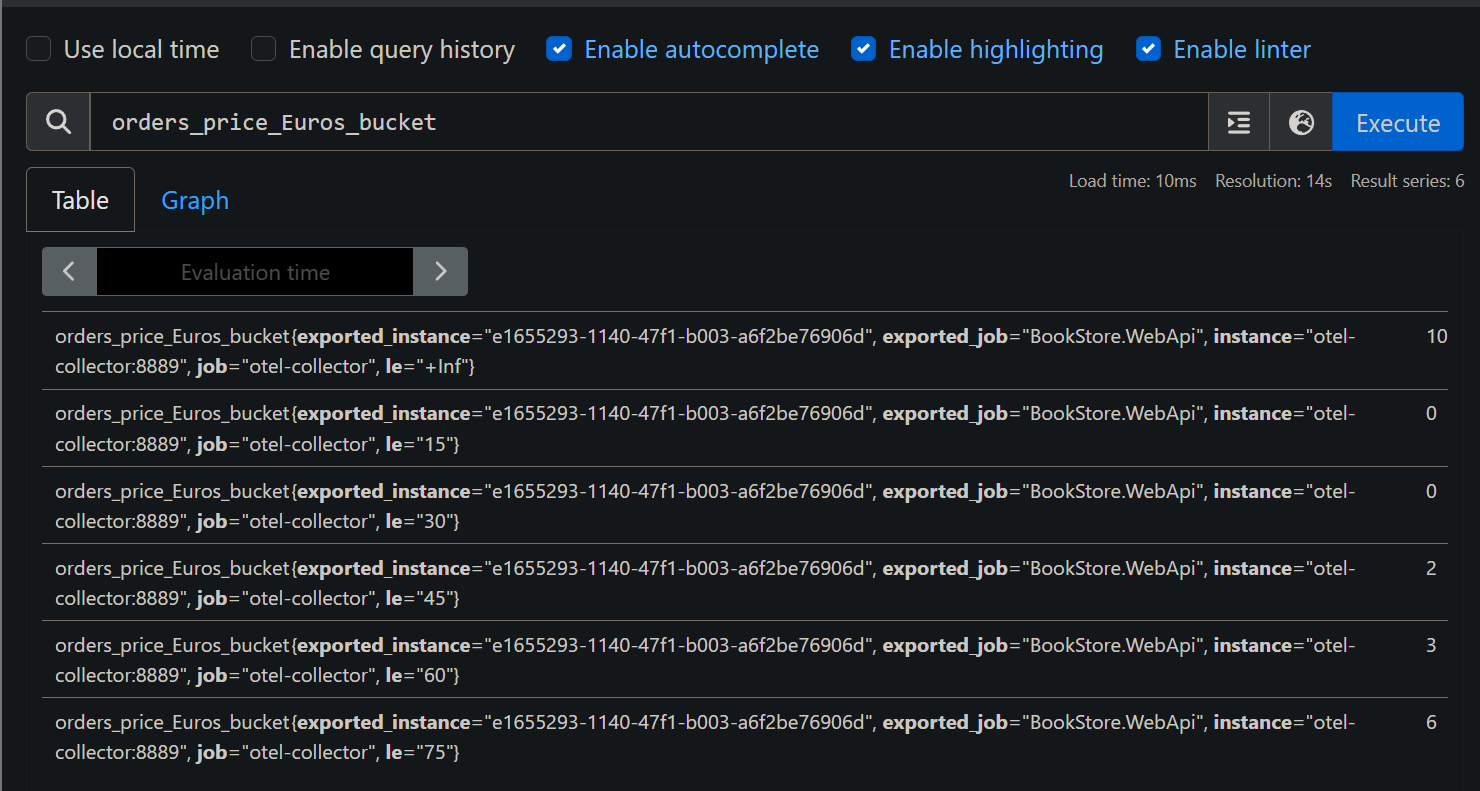 Use local time Enable query history Enable autocomplete Enable highlighting Enable linter
orders_price_Euros_bucket Execute
Load time: 10ms Resolution: 14s Result series: 6
Table Graph
Evaluation time
orders_price_Euros_bucket{exported_instance="e1655293-1140-47f1-b003-a6f2be76906d", exported_job="BookStore.WebApi", instance="otel- 10
collector:8889", job="otel-collector", le="+Inf"}
orders_price_Euros_bucket{exported_instance="e1655293-1140-47f1-b003-a6f2be76906d", exported_job="BookStore.WebApi", instance="otel- 0
collector:8889", job="otel-collector", le="15"}
orders_price_Euros_bucket{exported_instance="e1655293-1140-47f1-b003-a6f2be76906d", exported_job="BookStore.WebApi", instance="otel- 0
collector:8889", job="otel-collector", le="30"}
orders_price_Euros_bucket{exported_instance="e1655293-1140-47f1-b003-a6f2be76906d", exported_job="BookStore.WebApi", instance="otel- 2
collector:8889", job="otel-collector", le="45"}
orders_price_Euros_bucket{exported_instance="e1655293-1140-47f1-b003-a6f2be76906d", exported_job="BookStore.WebApi", instance="otel- 3
collector:8889", job="otel-collector", le="60"}
orders_price_Euros_bucket{exported_instance="e1655293-1140-47f1-b003-a6f2be76906d", exported_job="BookStore.WebApi", instance="otel- 6
collector:8889", job="otel-collector", le="75"}